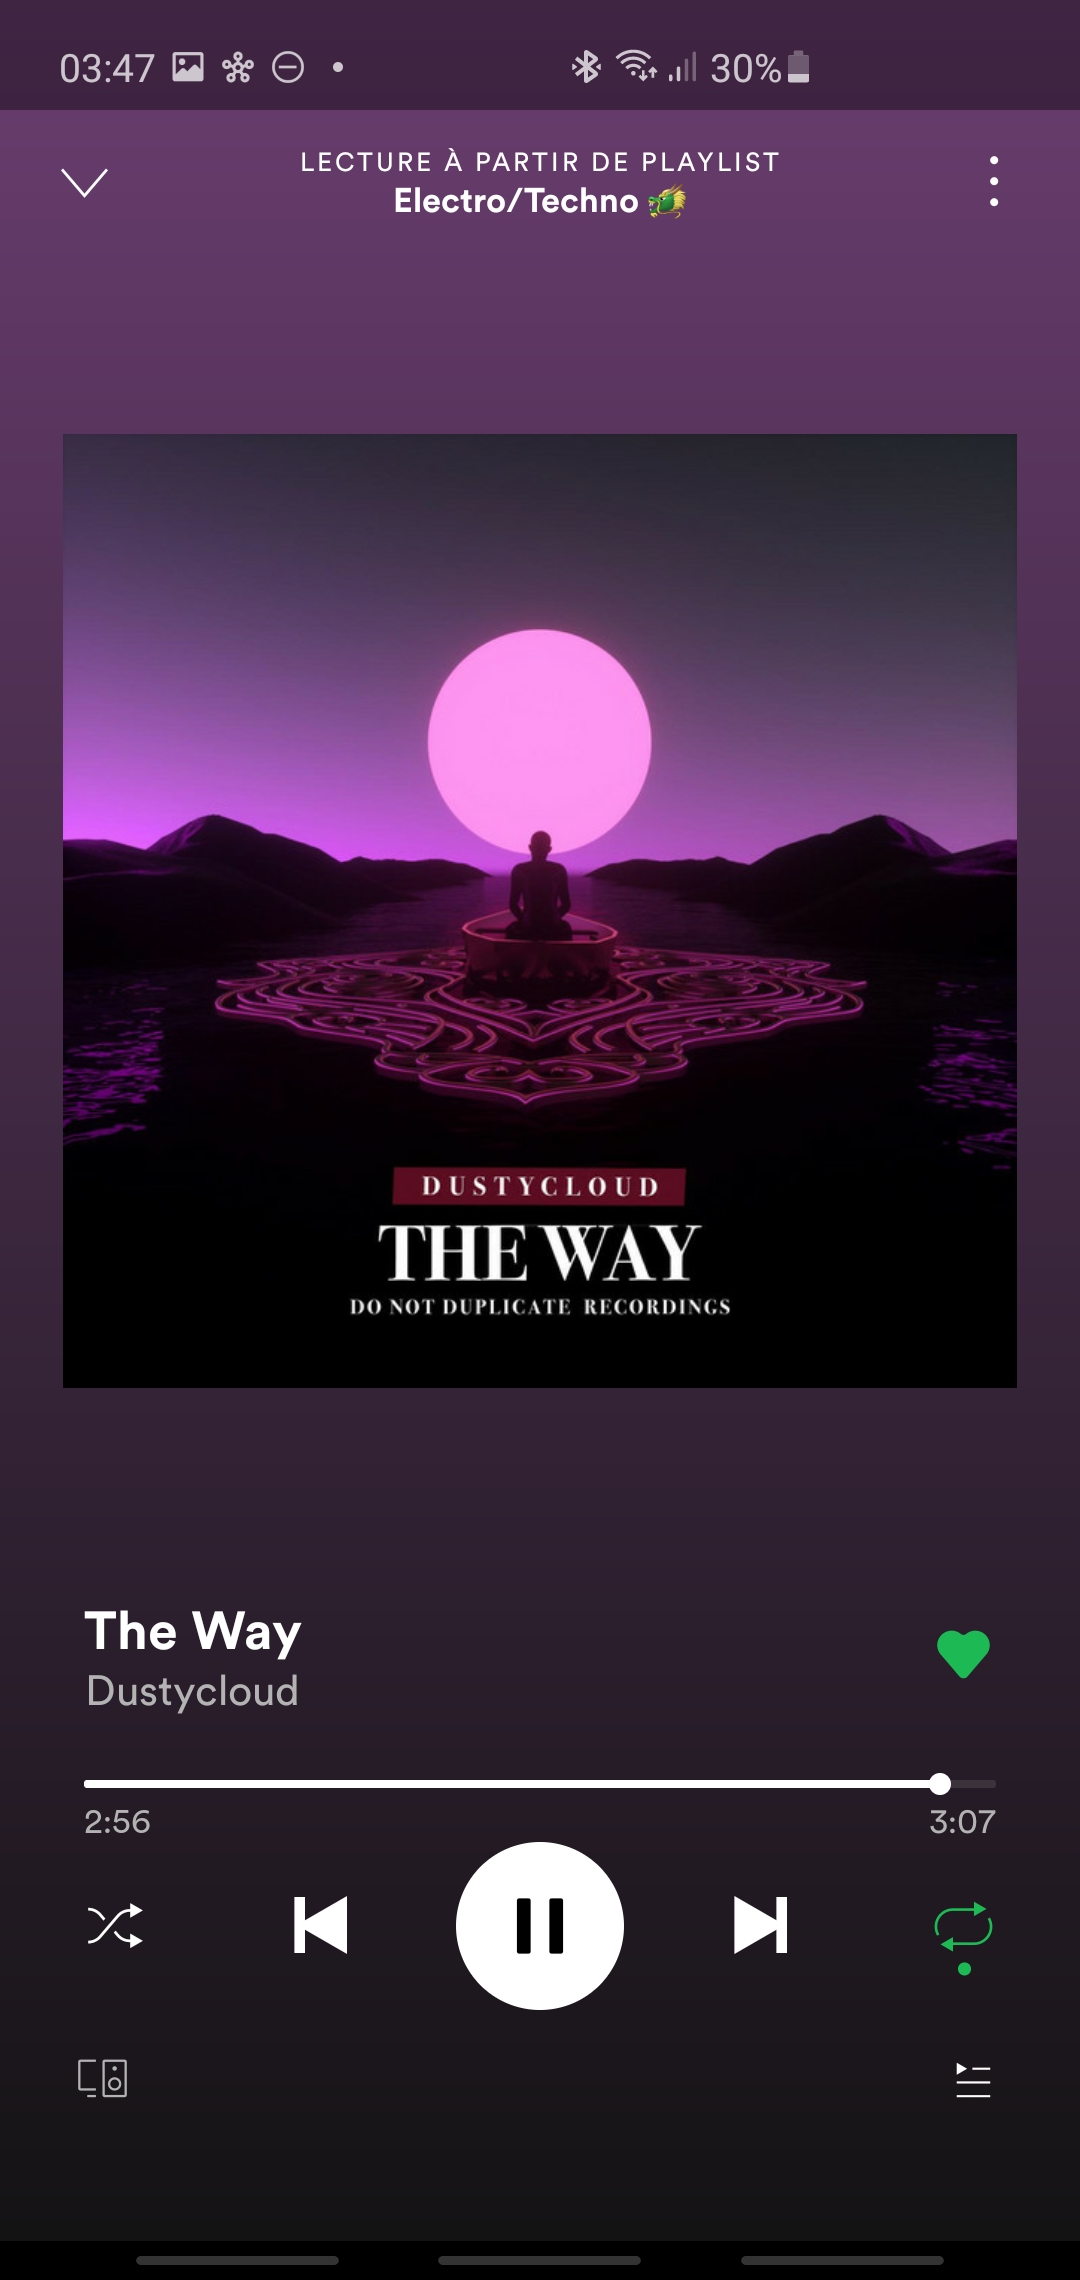 03:47 30%
LECTURE À PARTIR DE PLAYLIST
Electro/Techno 🐲
DUSTYCLOUD
THE WAY
DO NOT DUPLICATE RECORDINGS
The Way
Dustycloud
2:56 3:07